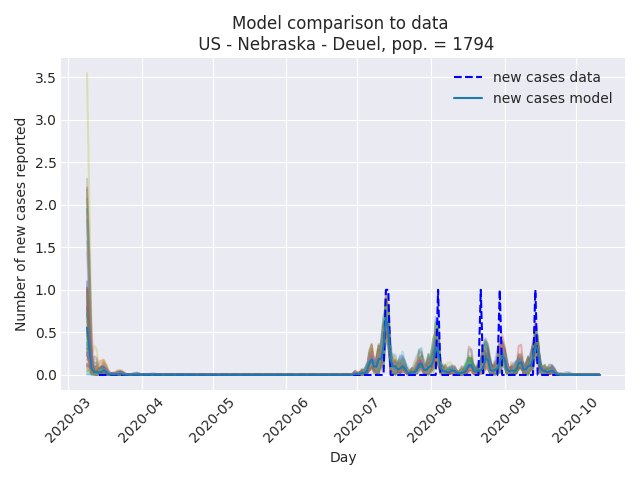 Model comparison to data
US - Nebraska - Deuel, pop. = 1794
new cases data
new cases model
Number of new cases reported
3.5
3.0
2.5
2.0
1.5
1.0
0.5
0.0
2020-03
2020-04
2020-05
2020-06
2020-07
2020-08
2020-09
2020-10
Day